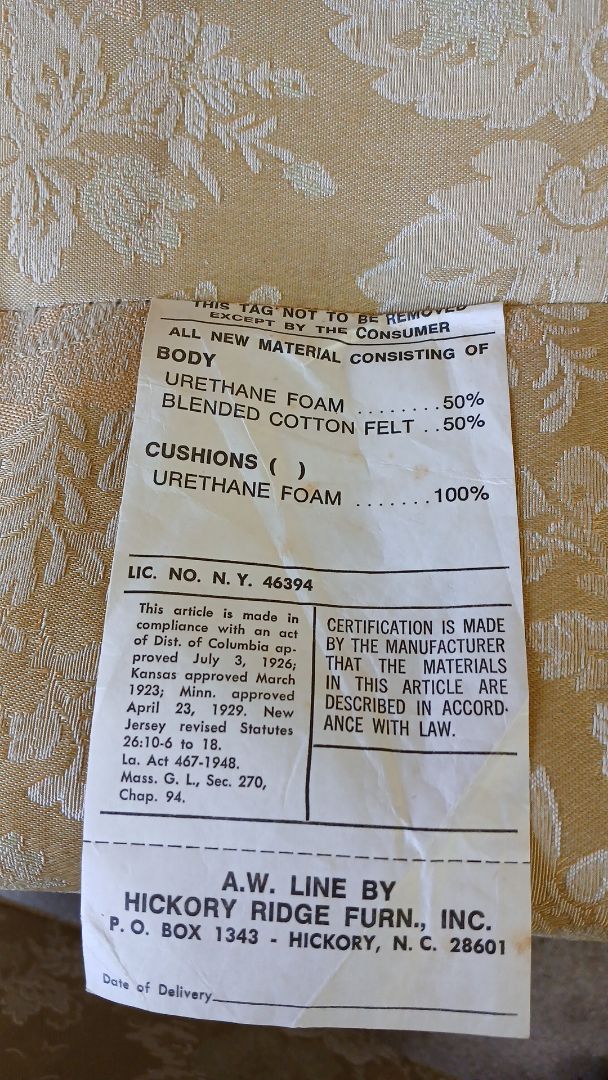 THIS TAG NOT TO BE REMOVED
EXCEPT BY THE CONSUMER
ALL NEW MATERIAL CONSISTING OF
BODY
URETHANE FOAM ........50%
BLENDED COTTON FELT ..50%
CUSHIONS ( )
URETHANE FOAM .......100%
LIC. NO. N. Y. 46394
This article is made in
compliance with an act
of Dist. of Columbia ap-
proved July 3, 1926;
Kansas approved March
1923; Minn. approved
April 23, 1929. New
Jersey revised Statutes
26:10-6 to 18.
La. Act 467-1948.
Mass. G. L., Sec. 270,
Chap. 94.
CERTIFICATION IS MADE
BY THE MANUFACTURER
THAT THE MATERIALS
IN THIS ARTICLE ARE
DESCRIBED IN ACCORD-
ANCE WITH LAW.
A.W. LINE BY
HICKORY RIDGE FURN., INC.
P. O. BOX 1343 - HICKORY, N. C. 28601
Date of Delivery